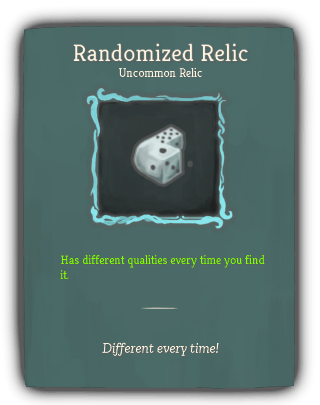 Randomized Relic
Uncommon Relic
Has different qualities every time you find
it.
Different every time!